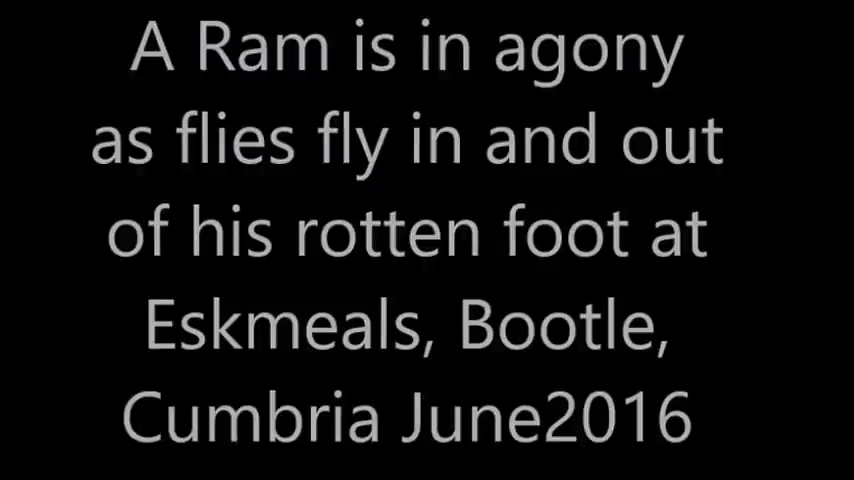 A Ram is in agony
as flies fly in and out
of his rotten foot at
Eskmeals, Bootle,
Cumbria June2016